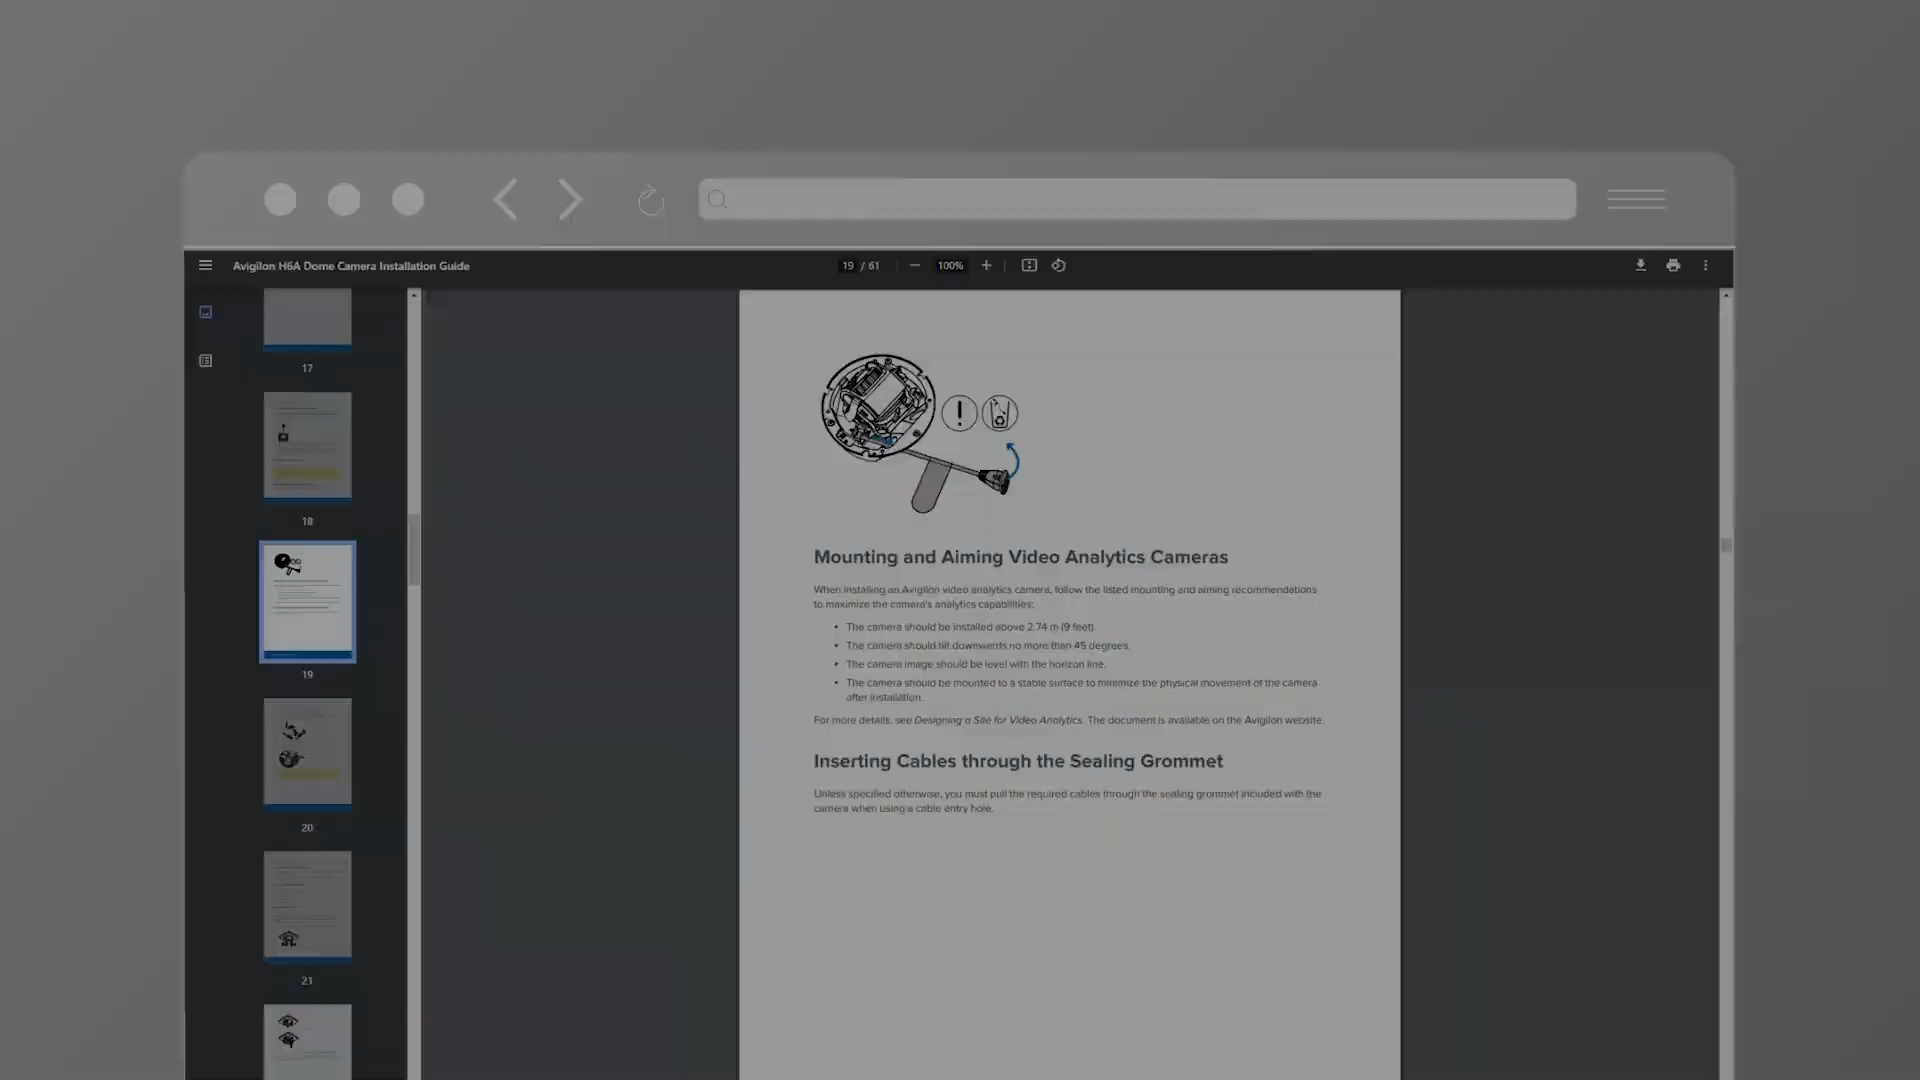 Avigilon H6A Dome Camera Installation Guide
19 / 61
100%
17
18
19
20
21
Mounting and Aiming Video Analytics Cameras
When installing an Avigilon video analytics camera, follow the listed mounting and aiming recommendations
to maximize the camera's analytics capabilities:
• The camera should be installed above 2.74 m (9 feet).
• The camera should tilt downwards no more than 45 degrees.
• The camera image should be level with the horizon line.
• The camera should be mounted to a stable surface to minimize the physical movement of the camera
after installation.
For more details, see Designing a Site for Video Analytics. The document is available on the Avigilon website.
Inserting Cables through the Sealing Grommet
Unless specified otherwise, you must pull the required cables through the sealing grommet included with the
camera when using a cable entry hole.